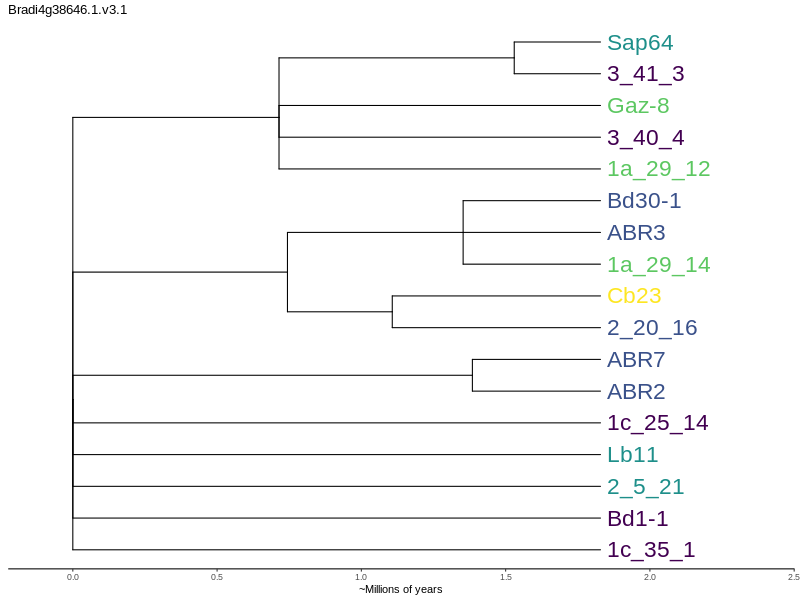 Bradi4g38646.1.v3.1
Sap64
3_41_3
Gaz-8
3_40_4
1a_29_12
Bd30-1
ABR3
1a_29_14
Cb23
2_20_16
ABR7
ABR2
1c_25_14
Lb11
2_5_21
Bd1-1
1c_35_1
0.0 0.5 1.0 1.5 2.0 2.5
~Millions of years